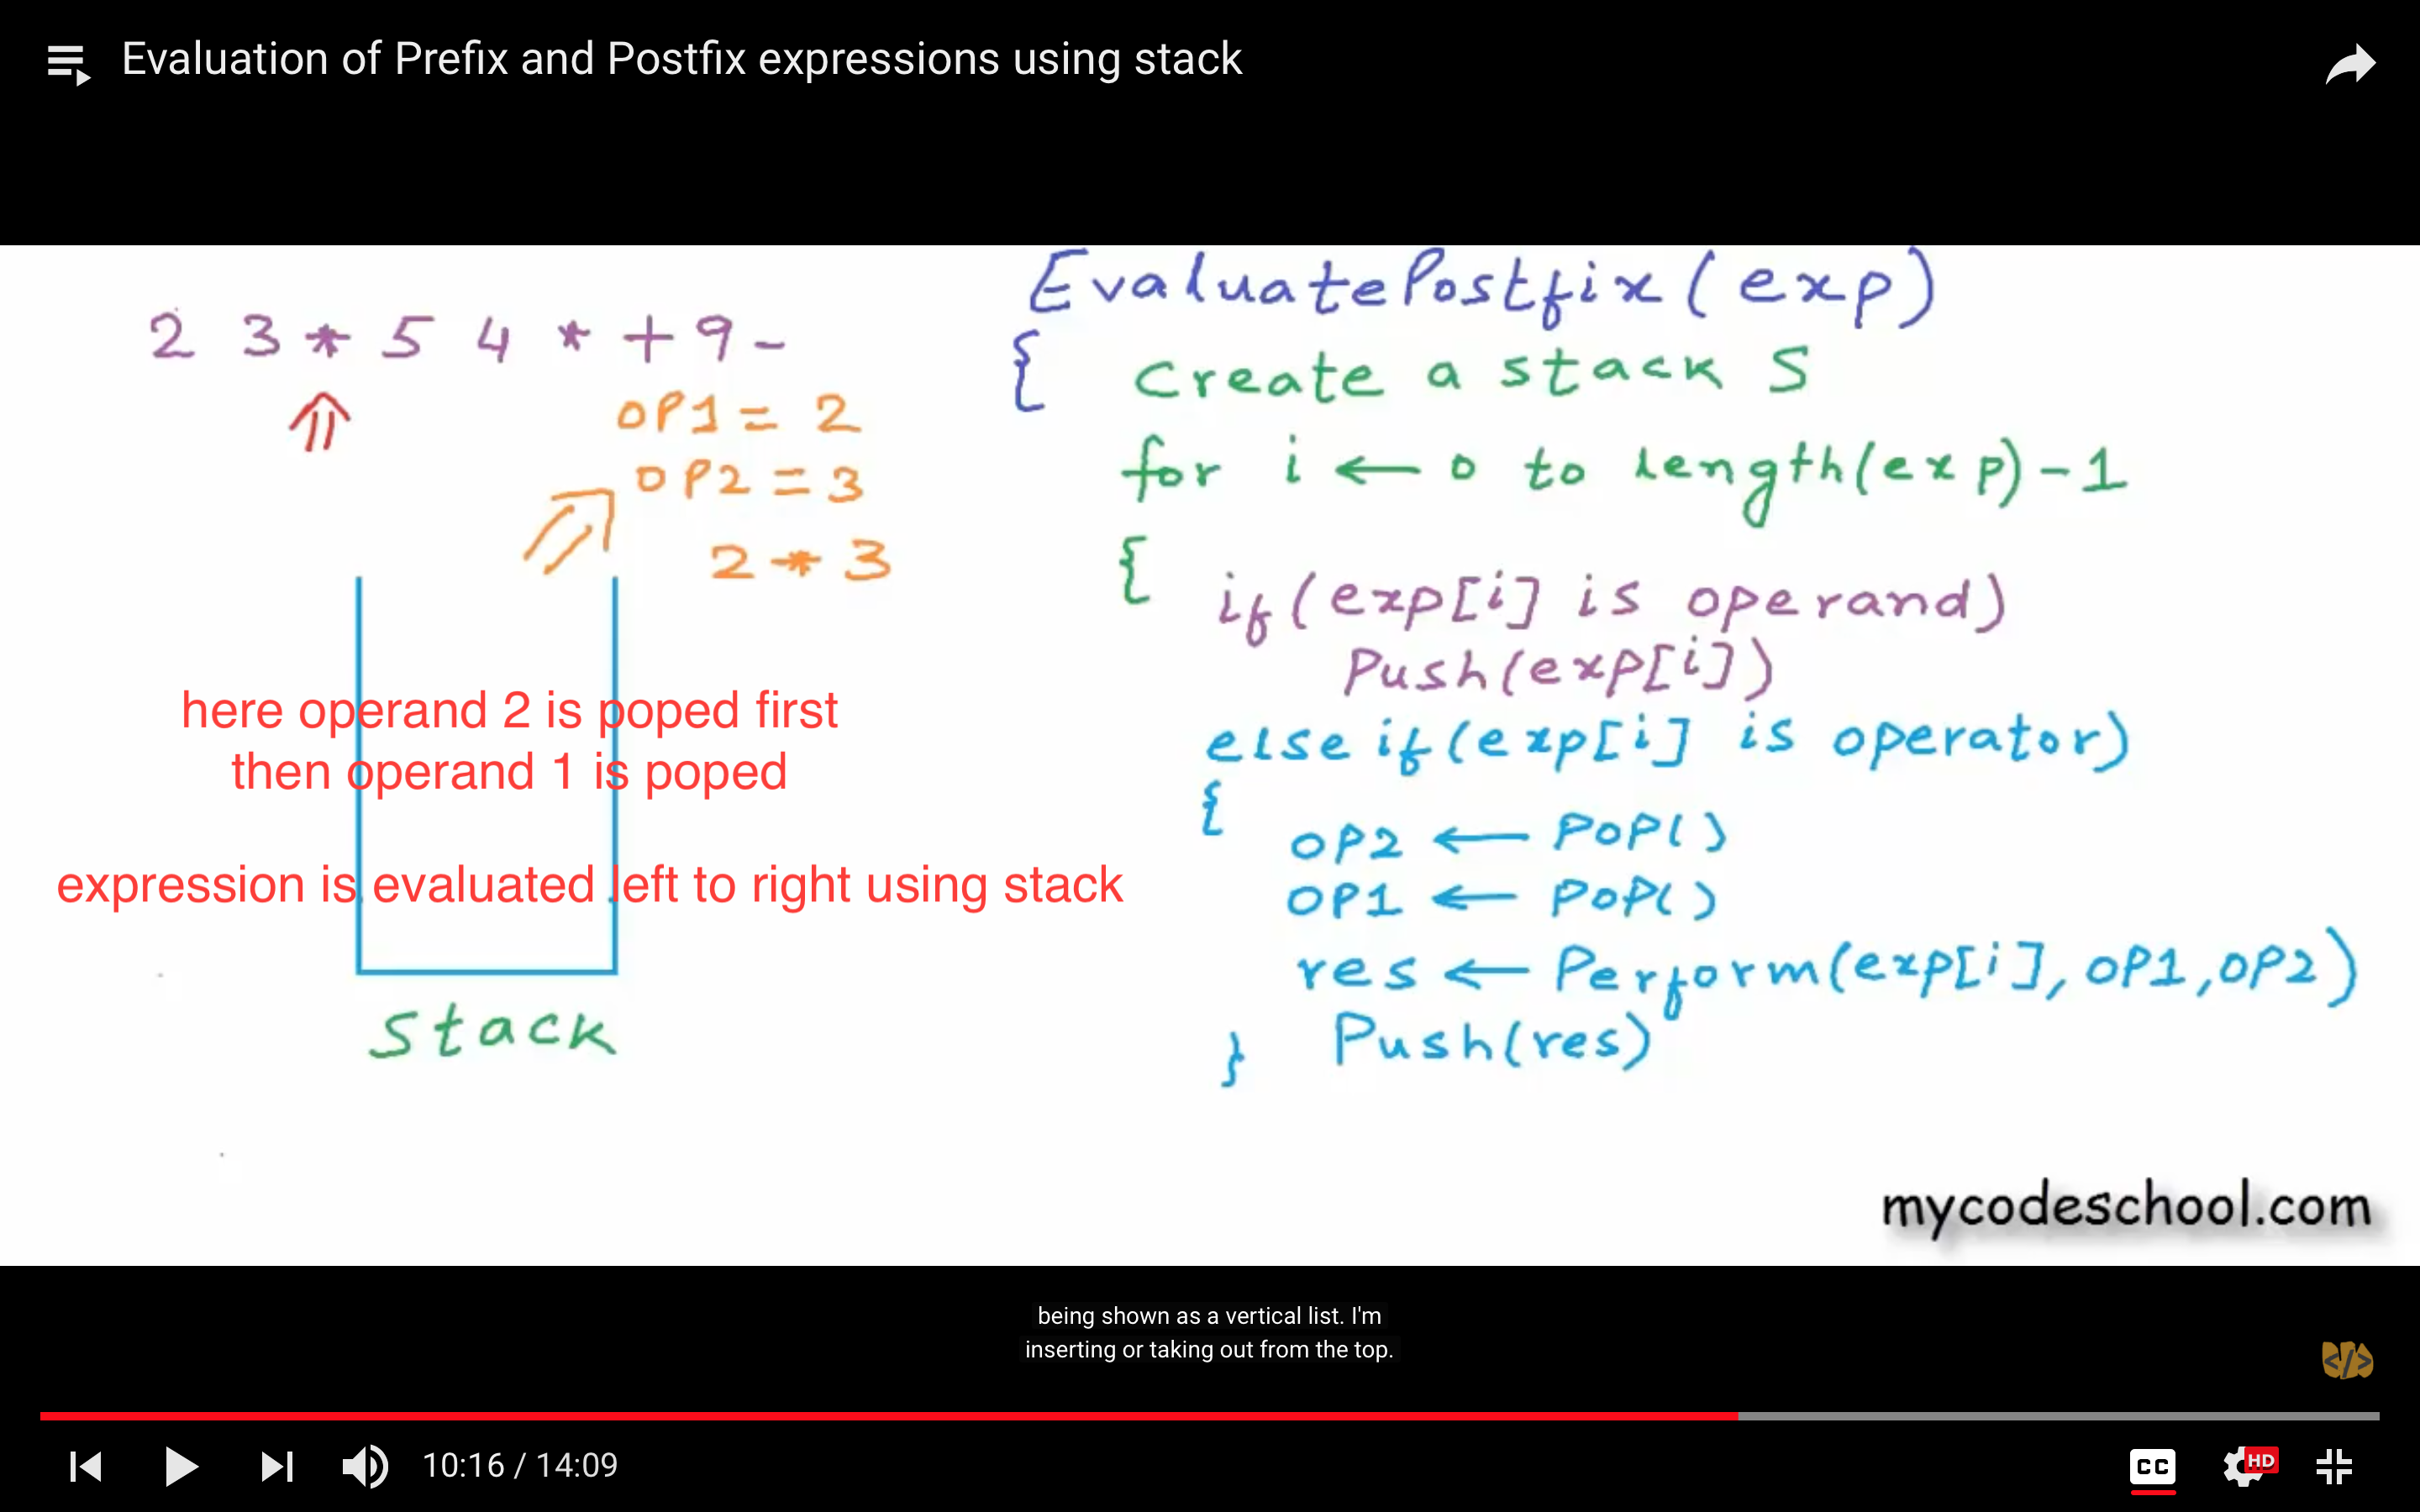 Evaluation of Prefix and Postfix expressions using stack
2 3 * 5 4 * + 9 -
OP1 = 2
OP2 = 3
2 * 3
here operand 2 is poped first
then operand 1 is poped
expression is evaluated left to right using stack
Stack
EvaluatePostfix(exp)
{ Create a stack S
for i ← 0 to length(exp)-1
{ if(exp[i] is operand)
Push(exp[i])
else if(exp[i] is operator)
{ OP2 ← POP()
OP1 ← POP()
res ← Perform(exp[i], OP1, OP2)
} Push(res)
mycodeschool.com
being shown as a vertical list. I'm
inserting or taking out from the top.
</>
10:16 / 14:09
CC
HD